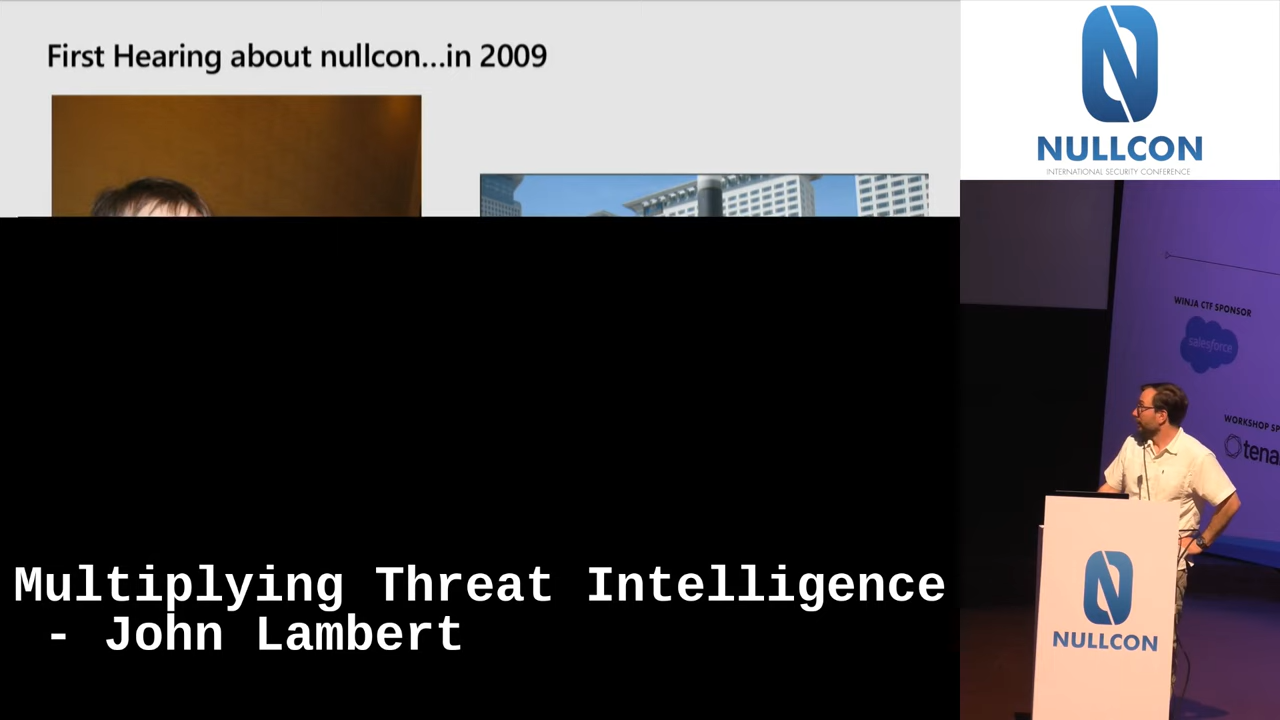 First Hearing about nullcon...in 2009
NULLCON
INTERNATIONAL SECURITY CONFERENCE
WINJA CTF SPONSOR
salesforce
WORKSHOP
tena
NULLCON
Multiplying Threat Intelligence
- John Lambert